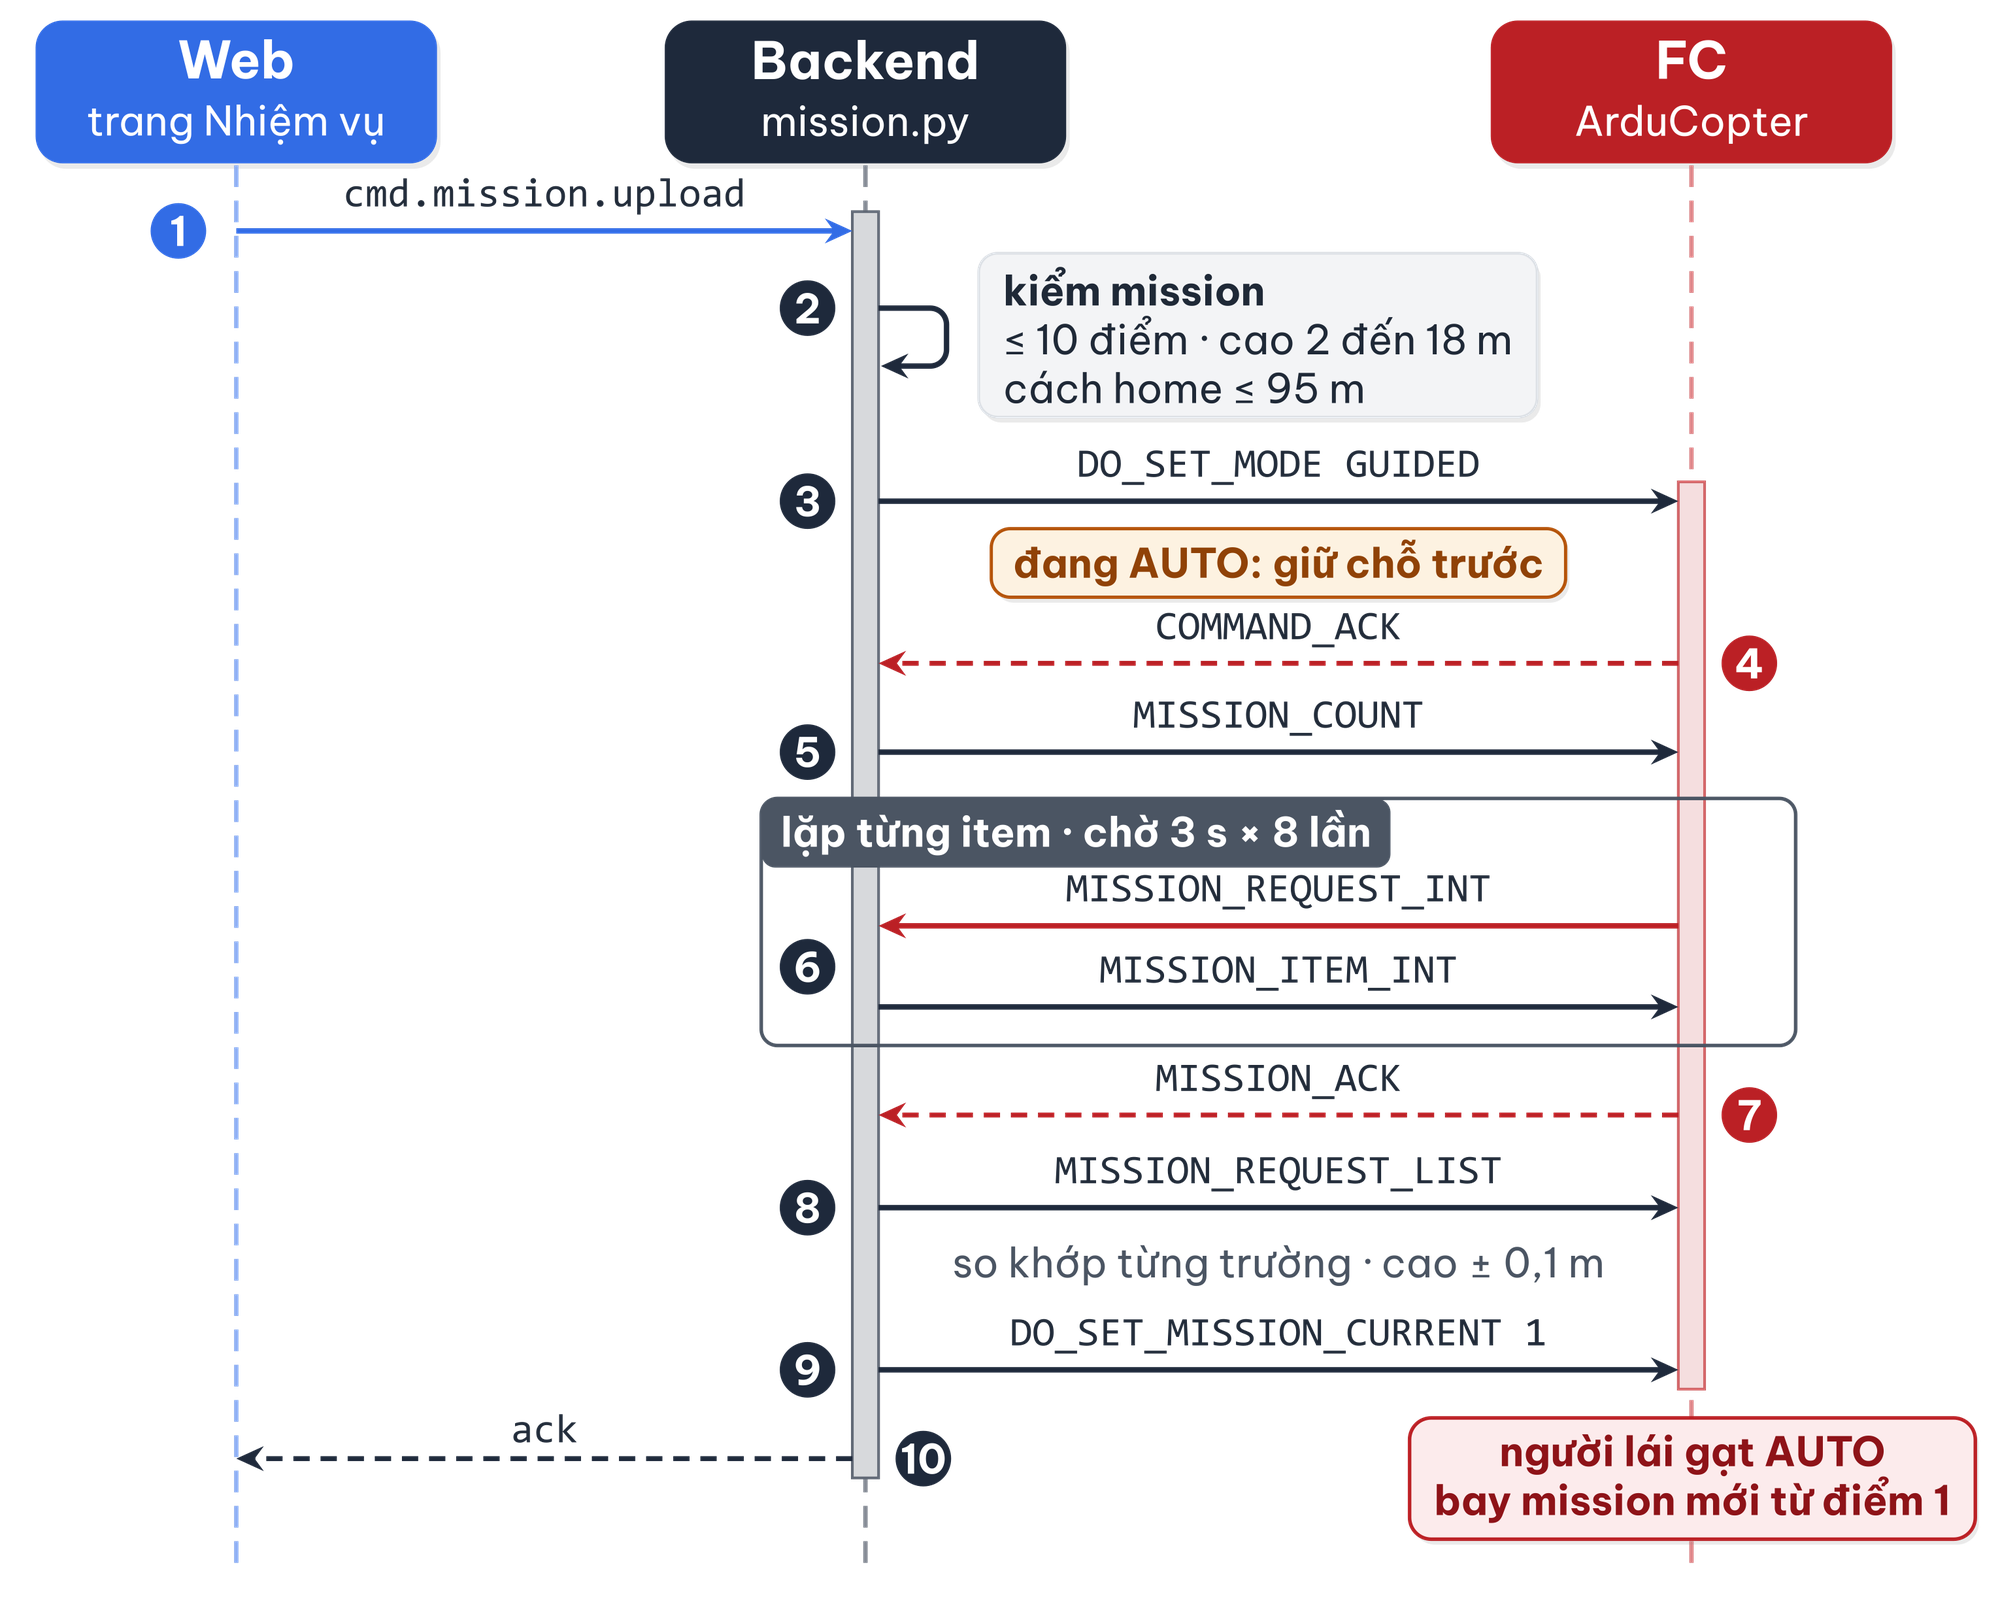 Web
trang Nhiệm vụ
Backend
mission.py
FC
ArduCopter
cmd.mission.upload
1
2
kiểm mission
≤ 10 điểm · cao 2 đến 18 m
cách home ≤ 95 m
DO_SET_MODE GUIDED
3
đang AUTO: giữ chỗ trước
COMMAND_ACK
4
MISSION_COUNT
5
lặp từng item · chờ 3 s × 8 lần
MISSION_REQUEST_INT
6
MISSION_ITEM_INT
MISSION_ACK
7
MISSION_REQUEST_LIST
8
so khớp từng trường · cao ± 0,1 m
DO_SET_MISSION_CURRENT 1
9
ack
10
người lái gạt AUTO
bay mission mới từ điểm 1